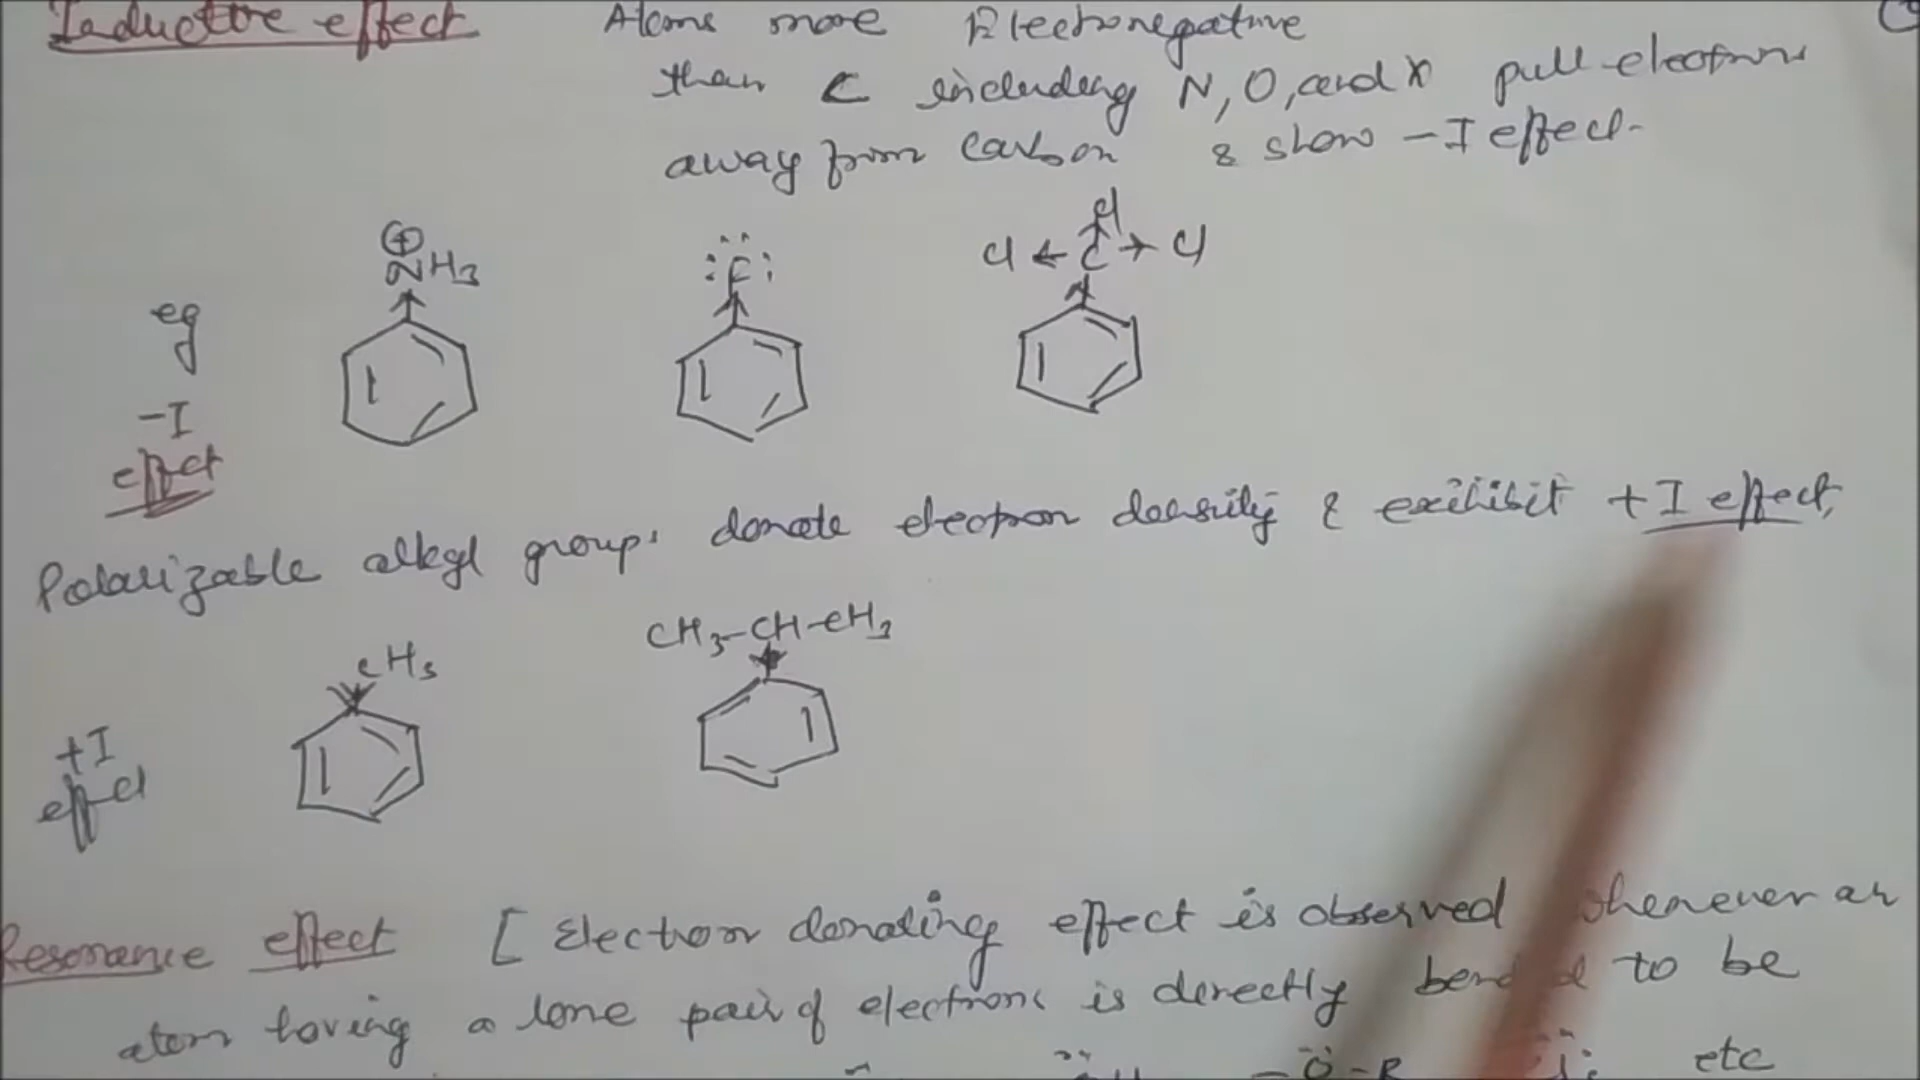 Inductive effect Atoms more Electronegative
than C including N, O, and X pull electrons
away from carbon & show -I effect.
⊕
NH3
:F:
Cl
Cl ← C → Cl
eg
-I
effect
Polarizable alkyl groups donate electron density & exihibit +I effect,
CH3-CH-CH3
CH3
+I
effect
Resonance effect [ Electron donating effect is observed whenever an
atom having a lone pair of electrons is directly bonded to be
-O-R etc